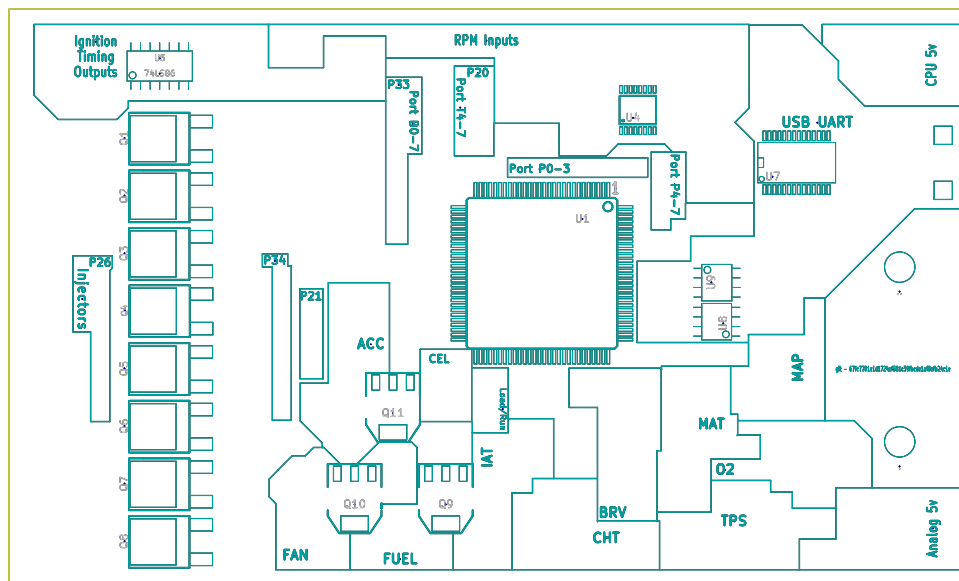 Ignition
Timing
Outputs
U5
74LS86
RPM Inputs
CPU 5v
P33
Port B0-7
P20
Port T4-7
U4
USB UART
U7
Port P0-3
Port P4-7
1
U1
Q1
Q2
Q3
Q4
Q5
Q6
Q7
Q8
P26
Injectors
P34
P21
ACC
CEL
Q11
Load/Run
IAT
U9
U8
MAP
MAT
O2
TPS
BRV
CHT
Q10
Q9
FAN
FUEL
Analog 5v